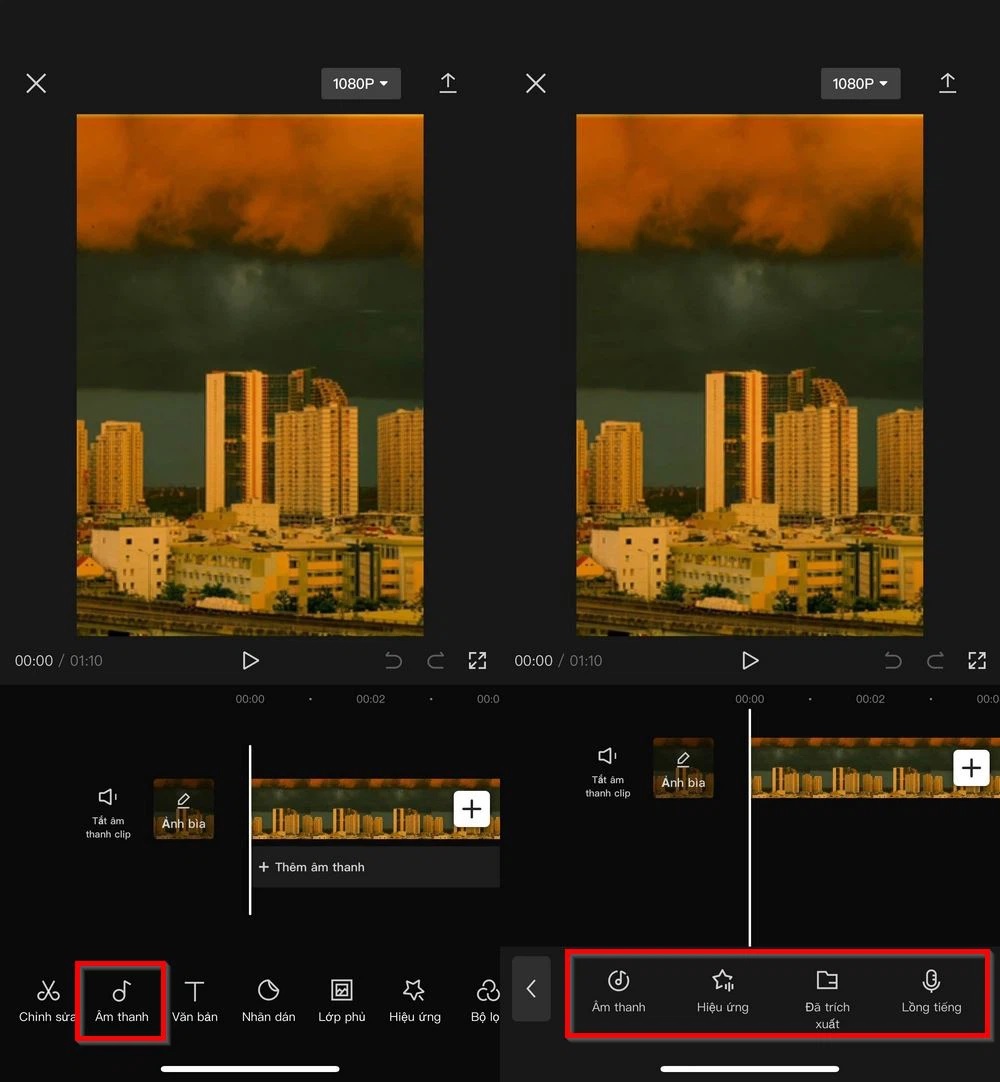 1080P
00:00 / 01:10
00:00
00:02
00:0
Tắt âm
thanh clip
Ảnh bìa
+ Thêm âm thanh
Chỉnh sửa
Âm thanh
Văn bản
Nhãn dán
Lớp phủ
Hiệu ứng
Bộ lọ
1080P
00:00 / 01:10
00:00
00:02
00:0
Tắt âm
thanh clip
Ảnh bìa
Âm thanh
Hiệu ứng
Đã trích
xuất
Lồng tiếng